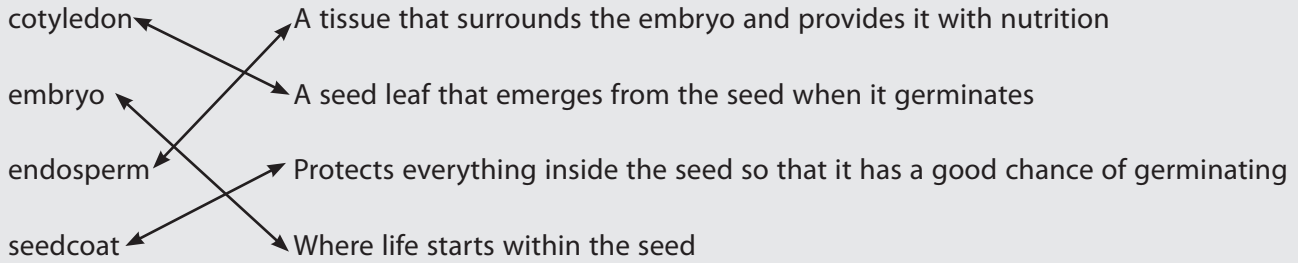 cotyledon A tissue that surrounds the embryo and provides it with nutrition
embryo A seed leaf that emerges from the seed when it germinates
endosperm Protects everything inside the seed so that it has a good chance of germinating
seedcoat Where life starts within the seed